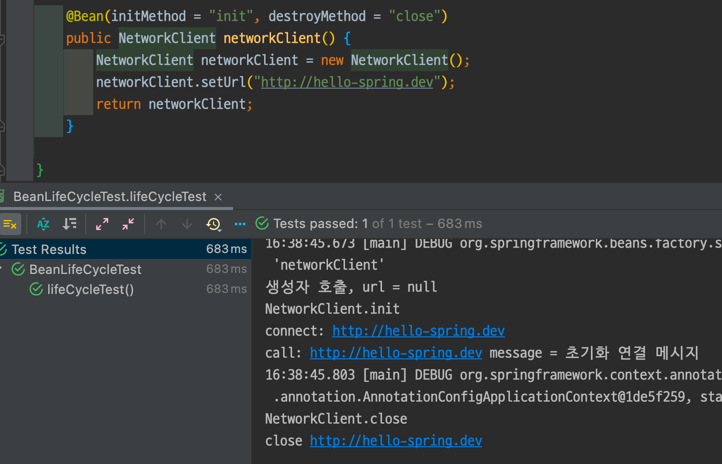 @Bean(initMethod = "init", destroyMethod = "close")
public NetworkClient networkClient() {
NetworkClient networkClient = new NetworkClient();
networkClient.setUrl("http://hello-spring.dev");
return networkClient;
}
}
BeanLifeCycleTest.lifeCycleTest ×
Tests passed: 1 of 1 test – 683 ms
Test Results 683 ms
BeanLifeCycleTest 683 ms
lifeCycleTest() 683 ms
16:38:45.673 [main] DEBUG org.springframework.beans.factory.s
'networkClient'
생성자 호출, url = null
NetworkClient.init
connect: http://hello-spring.dev
call: http://hello-spring.dev message = 초기화 연결 메시지
16:38:45.803 [main] DEBUG org.springframework.context.annotat
.annotation.AnnotationConfigApplicationContext@1de5f259, sta
NetworkClient.close
close http://hello-spring.dev